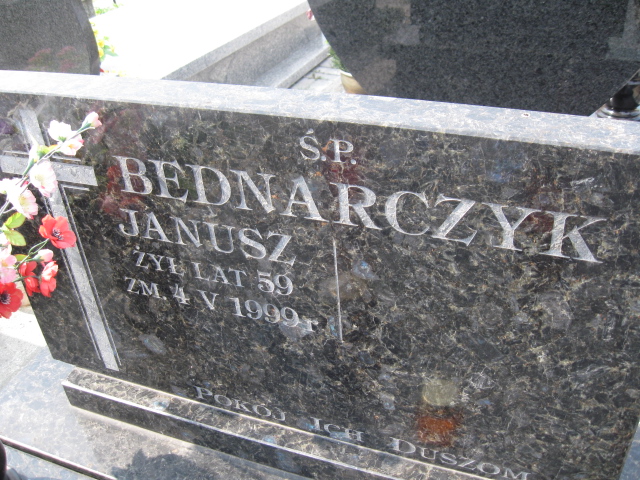 Ś.P.
BEDNARCZYK
JANUSZ
ŻYŁ LAT 59
ZM. 4 V 1999 r.
POKÓJ ICH DUSZOM